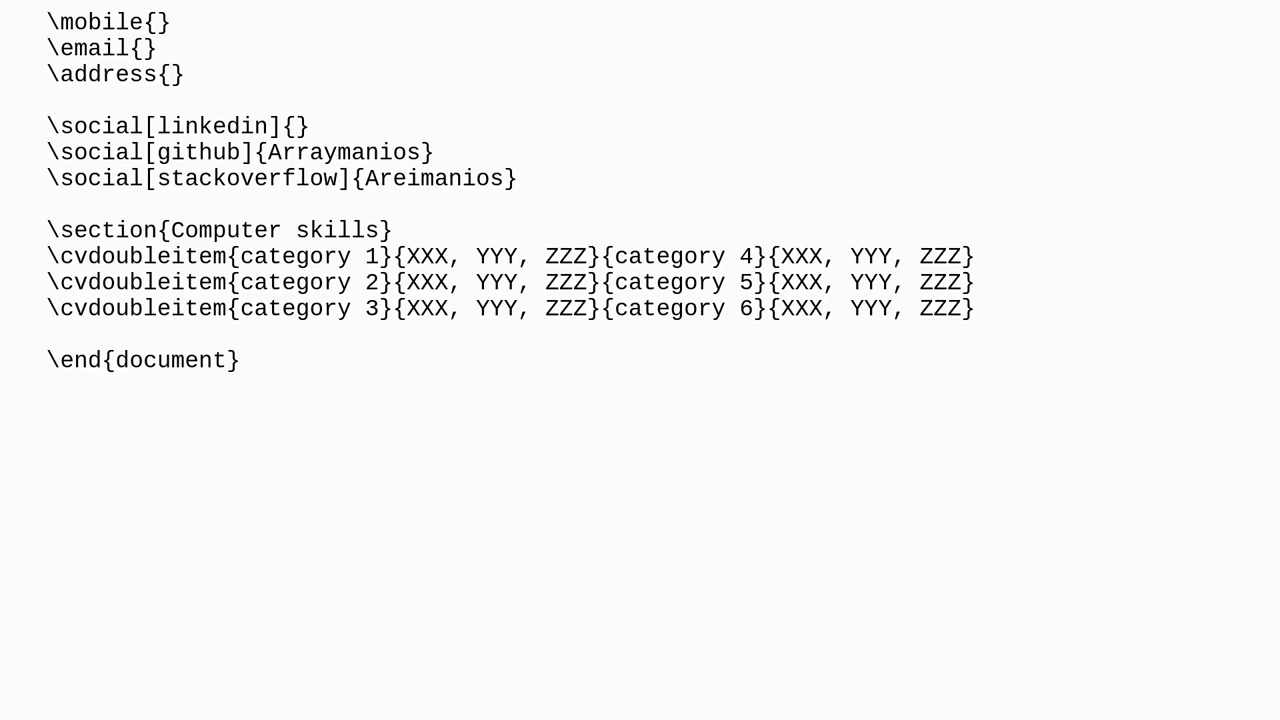 \mobile{}
\email{}
\address{}
\social[linkedin]{}
\social[github]{Arraymanios}
\social[stackoverflow]{Areimanios}
\section{Computer skills}
\cvdoubleitem{category 1}{XXX, YYY, ZZZ}{category 4}{XXX, YYY, ZZZ}
\cvdoubleitem{category 2}{XXX, YYY, ZZZ}{category 5}{XXX, YYY, ZZZ}
\cvdoubleitem{category 3}{XXX, YYY, ZZZ}{category 6}{XXX, YYY, ZZZ}
\end{document}